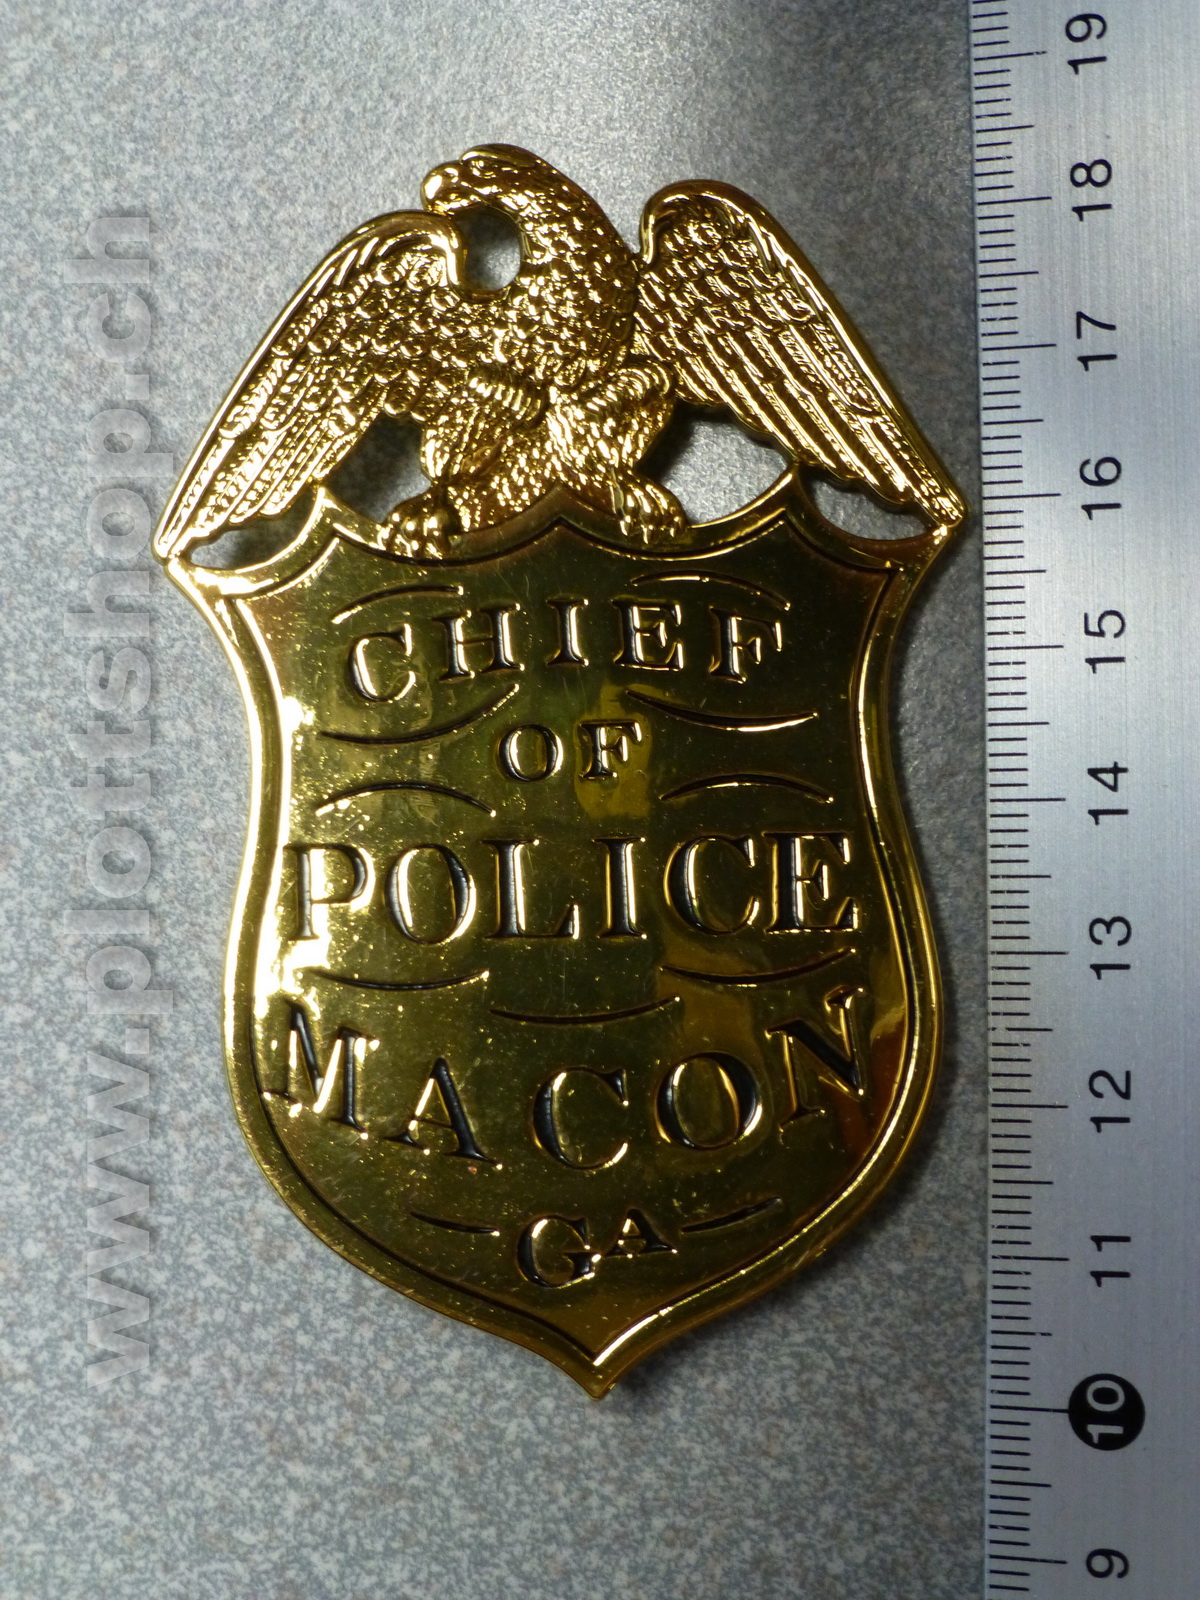 CHIEF
OF
POLICE
MACON
GA
www.plottshop.ch
19
18
17
16
15
14
13
12
11
10
9